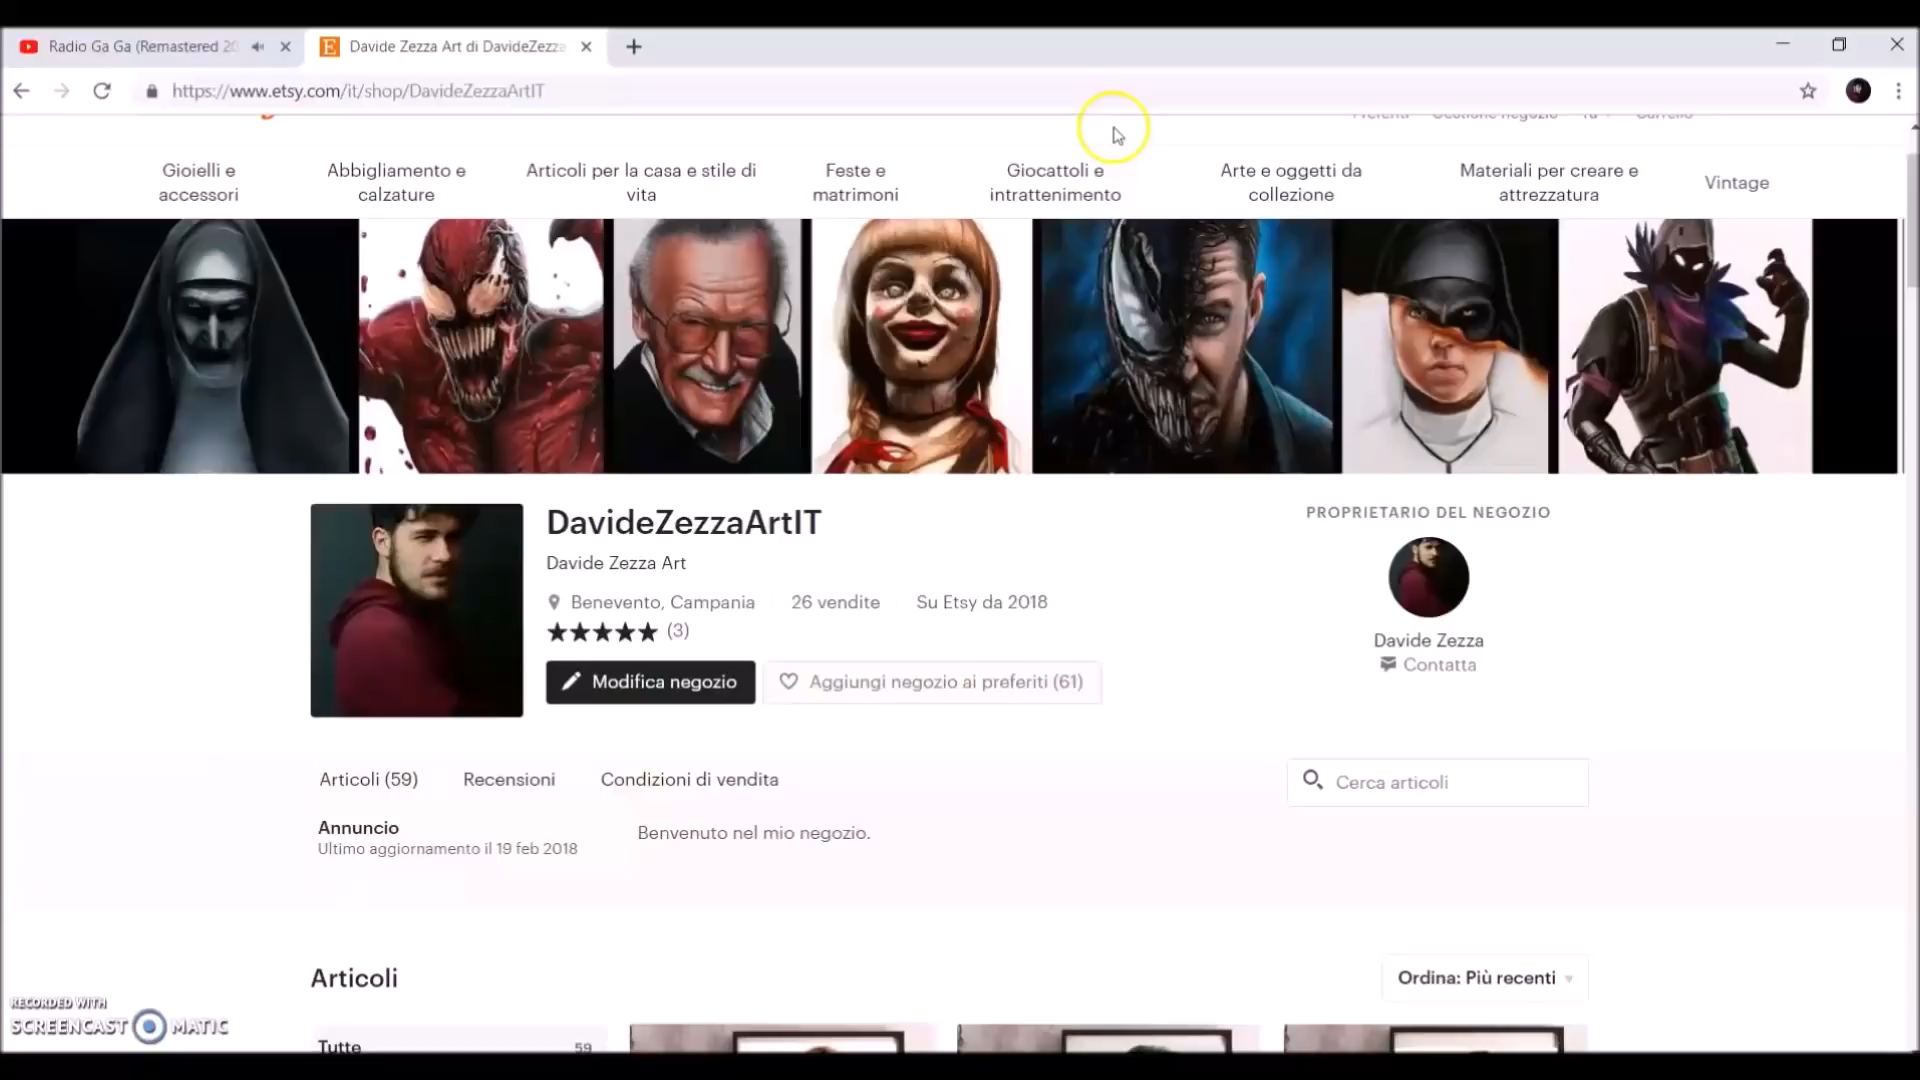 Radio Ga Ga (Remastered 20
Davide Zezza Art di DavideZezza
https://www.etsy.com/it/shop/DavideZezzaArtIT
Preferiti Gestione negozio Tu Carrello
Gioielli e
accessori
Abbigliamento e
calzature
Articoli per la casa e stile di
vita
Feste e
matrimoni
Giocattoli e
intrattenimento
Arte e oggetti da
collezione
Materiali per creare e
attrezzatura
Vintage
DavideZezzaArtIT
Davide Zezza Art
Benevento, Campania 26 vendite Su Etsy da 2018
(3)
Modifica negozio
Aggiungi negozio ai preferiti (61)
PROPRIETARIO DEL NEGOZIO
Davide Zezza
Contatta
Articoli (59) Recensioni Condizioni di vendita
Cerca articoli
Annuncio
Ultimo aggiornamento il 19 feb 2018
Benvenuto nel mio negozio.
Articoli
Ordina: Più recenti
Tutte 59
RECORDED WITH
SCREENCAST MATIC